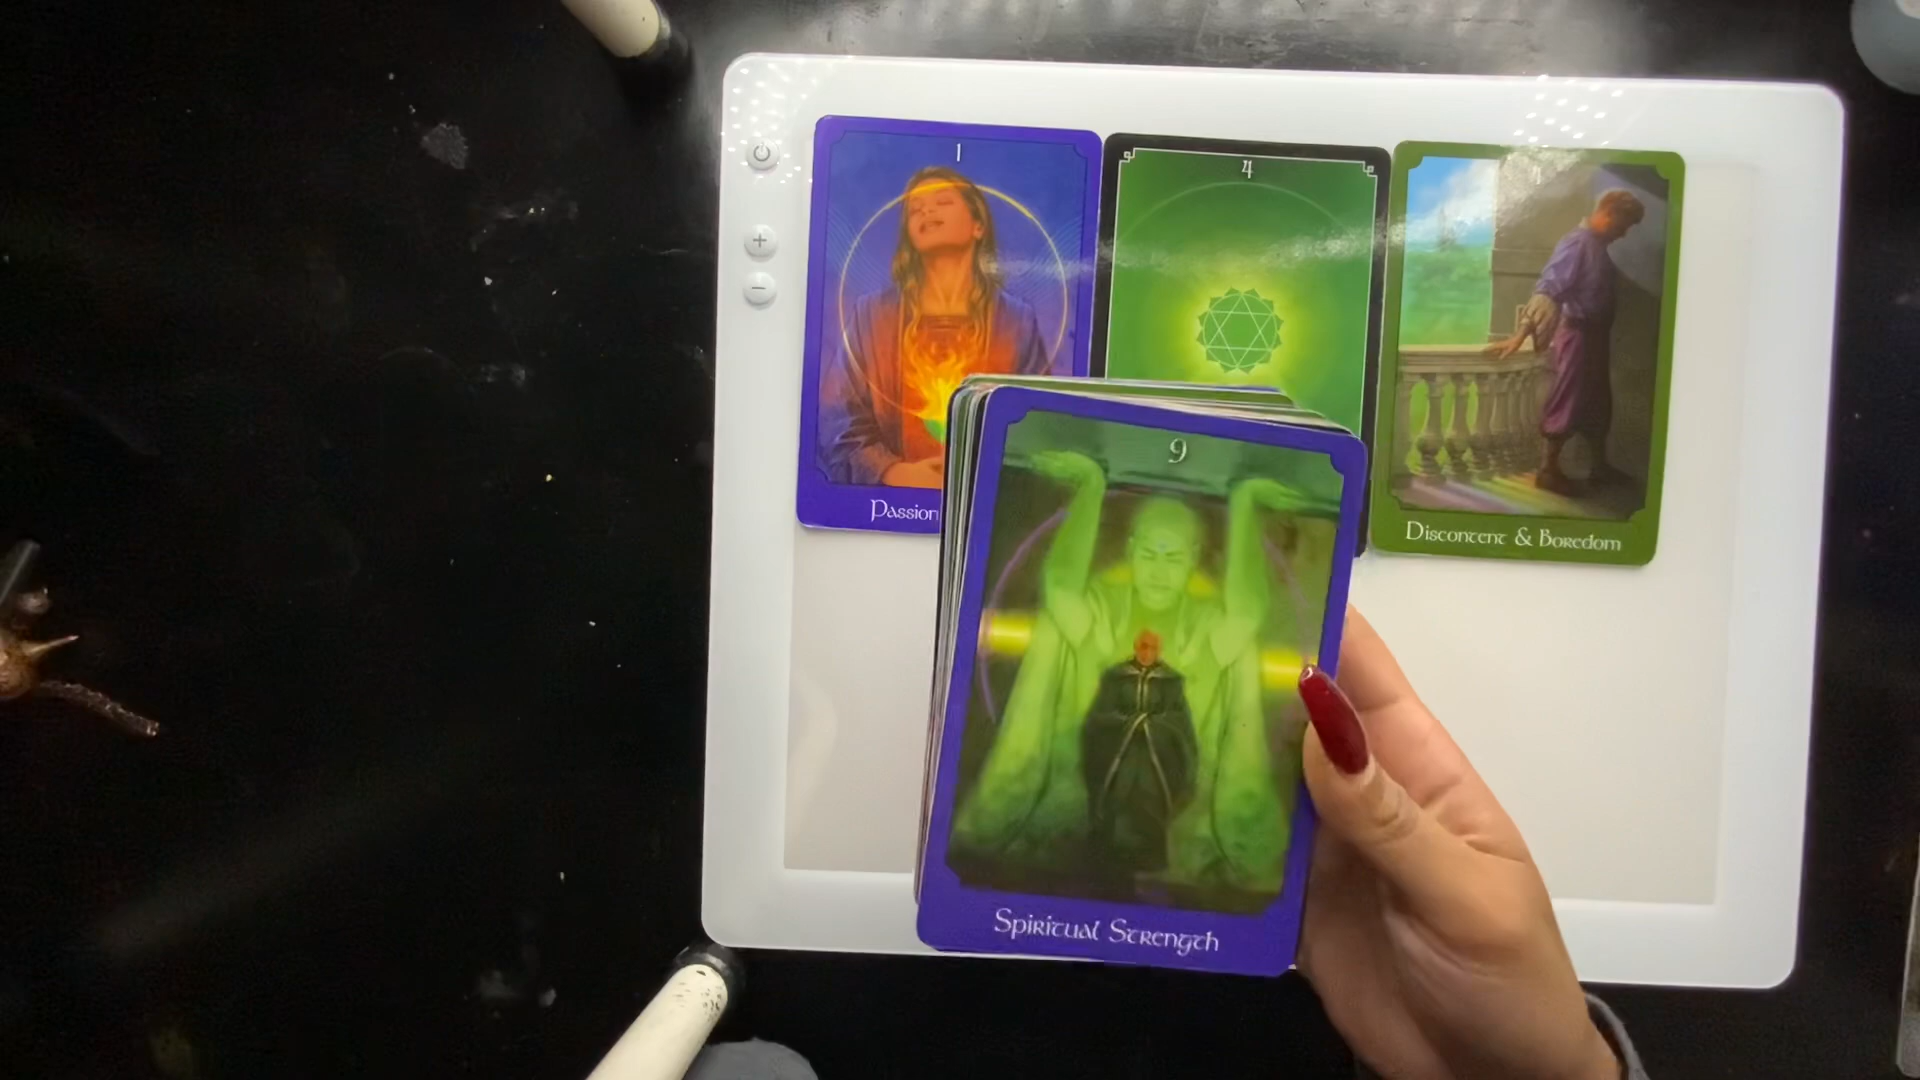 1
4
Passion
Discontent & Boredom
9
Spiritual Strength